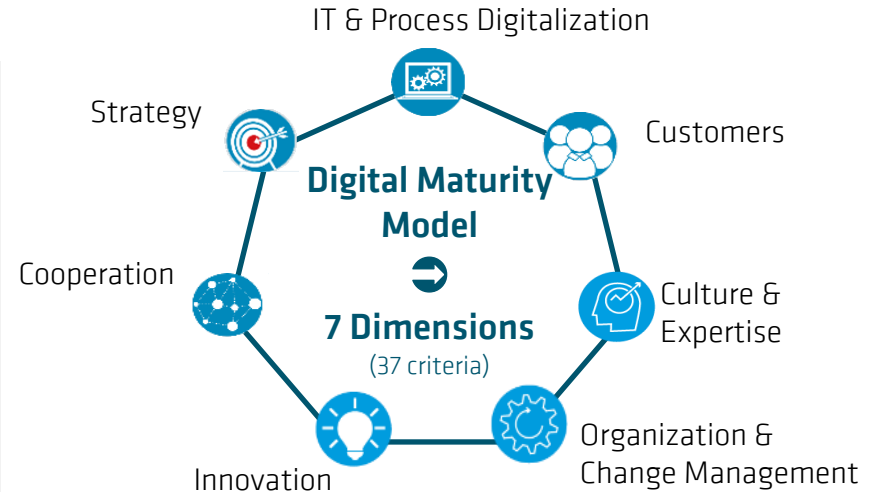 IT & Process Digitalization
Strategy
Customers
Digital Maturity
Model
Cooperation
Culture &
Expertise
7 Dimensions
(37 criteria)
Organization &
Change Management
Innovation